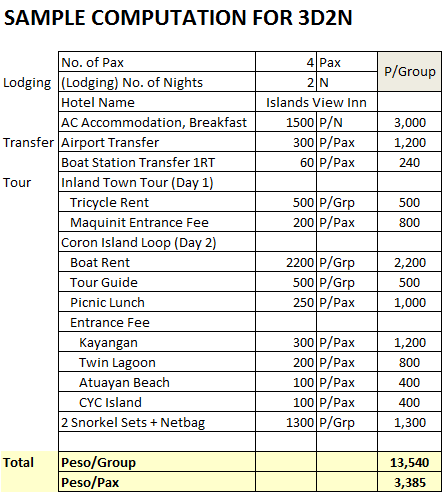 SAMPLE COMPUTATION FOR 3D2N
No. of Pax 4 Pax P/Group
Lodging (Lodging) No. of Nights 2 N
Hotel Name Islands View Inn
AC Accommodation, Breakfast 1500 P/N 3,000
Transfer Airport Transfer 300 P/Pax 1,200
Boat Station Transfer 1RT 60 P/Pax 240
Tour Inland Town Tour (Day 1)
Tricycle Rent 500 P/Grp 500
Maquinit Entrance Fee 200 P/Pax 800
Coron Island Loop (Day 2)
Boat Rent 2200 P/Grp 2,200
Tour Guide 500 P/Grp 500
Picnic Lunch 250 P/Pax 1,000
Entrance Fee
Kayangan 300 P/Pax 1,200
Twin Lagoon 200 P/Pax 800
Atuayan Beach 100 P/Pax 400
CYC Island 100 P/Pax 400
2 Snorkel Sets + Netbag 1300 P/Grp 1,300
Total Peso/Group 13,540
Peso/Pax 3,385